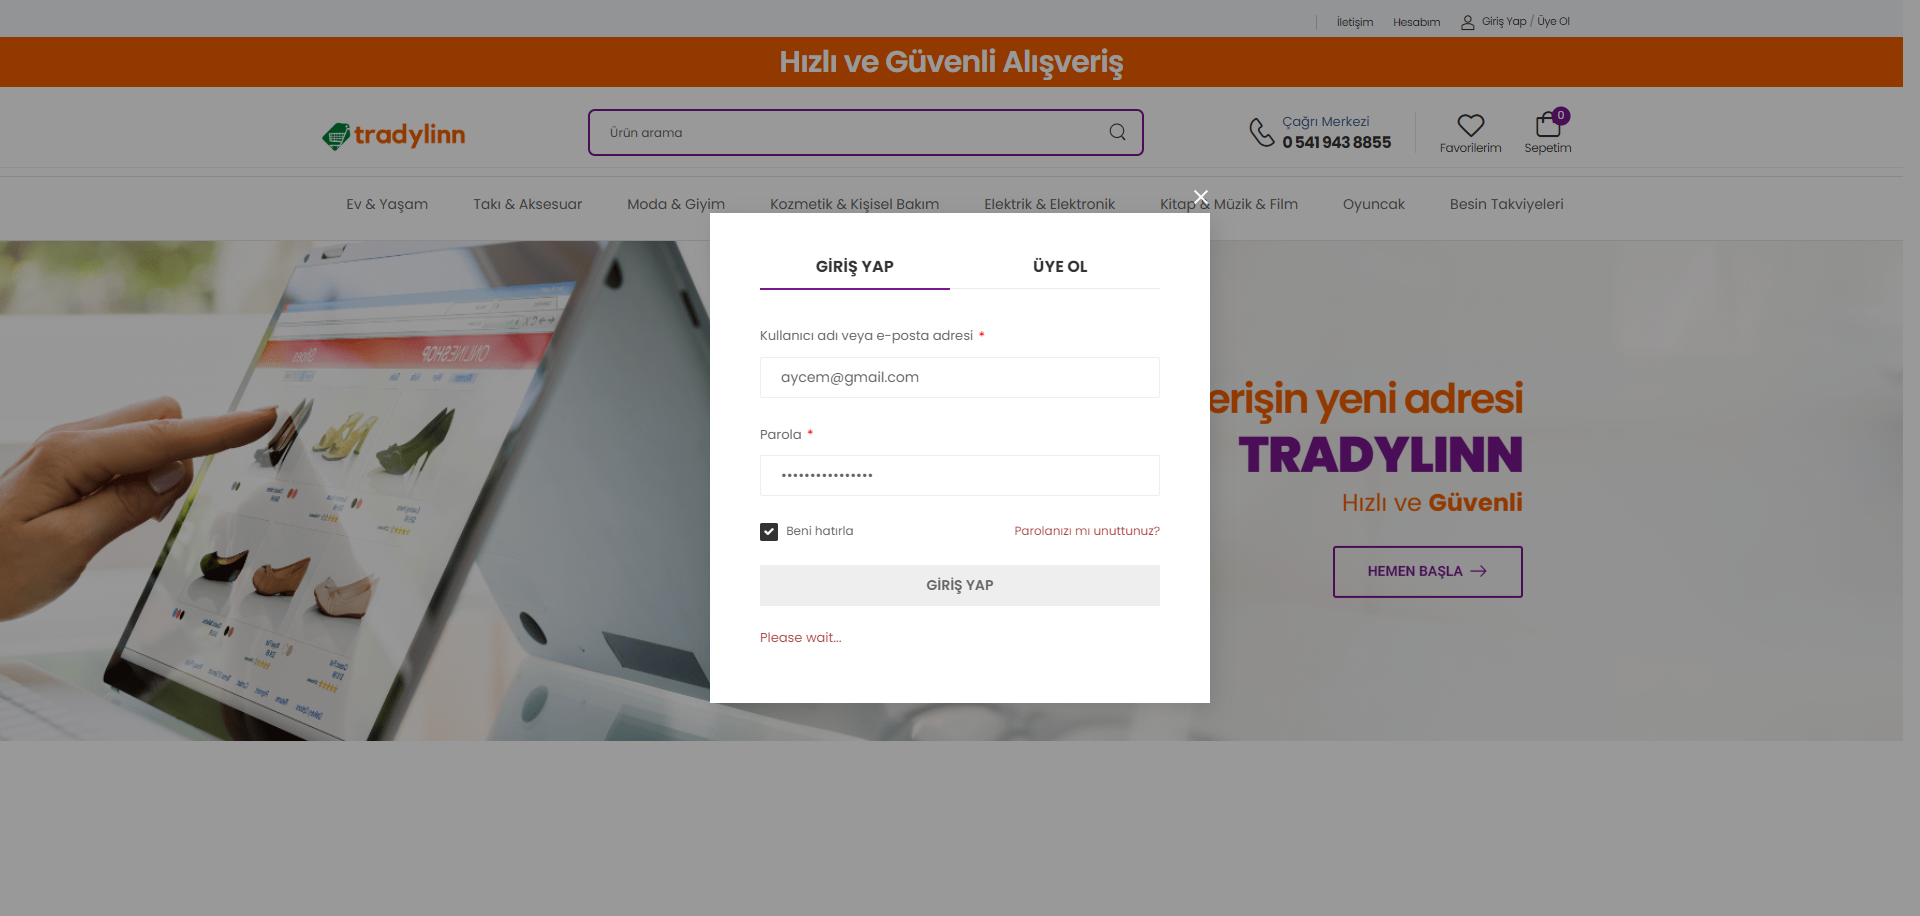 İletişim
Hesabım
Giriş Yap / Üye Ol
Hızlı ve Güvenli Alışveriş
tradylinn
Ürün arama
Çağrı Merkezi
0 541 943 8855
Favorilerim
0
Sepetim
Ev & Yaşam
Takı & Aksesuar
Moda & Giyim
Kozmetik & Kişisel Bakım
Elektrik & Elektronik
Kitap & Müzik & Film
Oyuncak
Besin Takviyeleri
GİRİŞ YAP
ÜYE OL
Kullanıcı adı veya e-posta adresi *
aycem@gmail.com
Parola *
••••••••••••••••
Beni hatırla
Parolanızı mı unuttunuz?
GİRİŞ YAP
Please wait...
erişin yeni adresi
TRADYLINN
Hızlı ve Güvenli
HEMEN BAŞLA
ONLINESHOP
Shoes